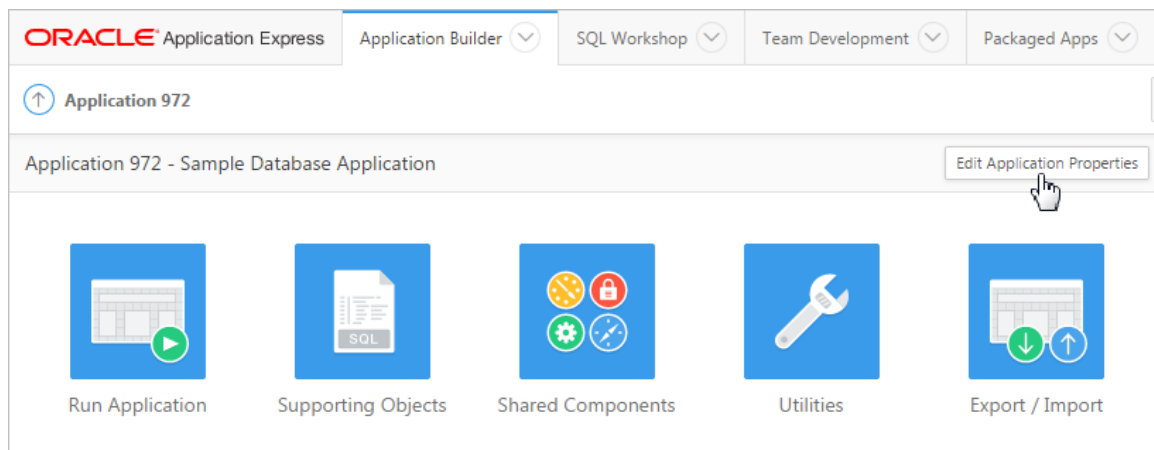 ORACLE Application Express Application Builder SQL Workshop Team Development Packaged Apps
Application 972
Application 972 - Sample Database Application Edit Application Properties
SQL
Run Application Supporting Objects Shared Components Utilities Export / Import